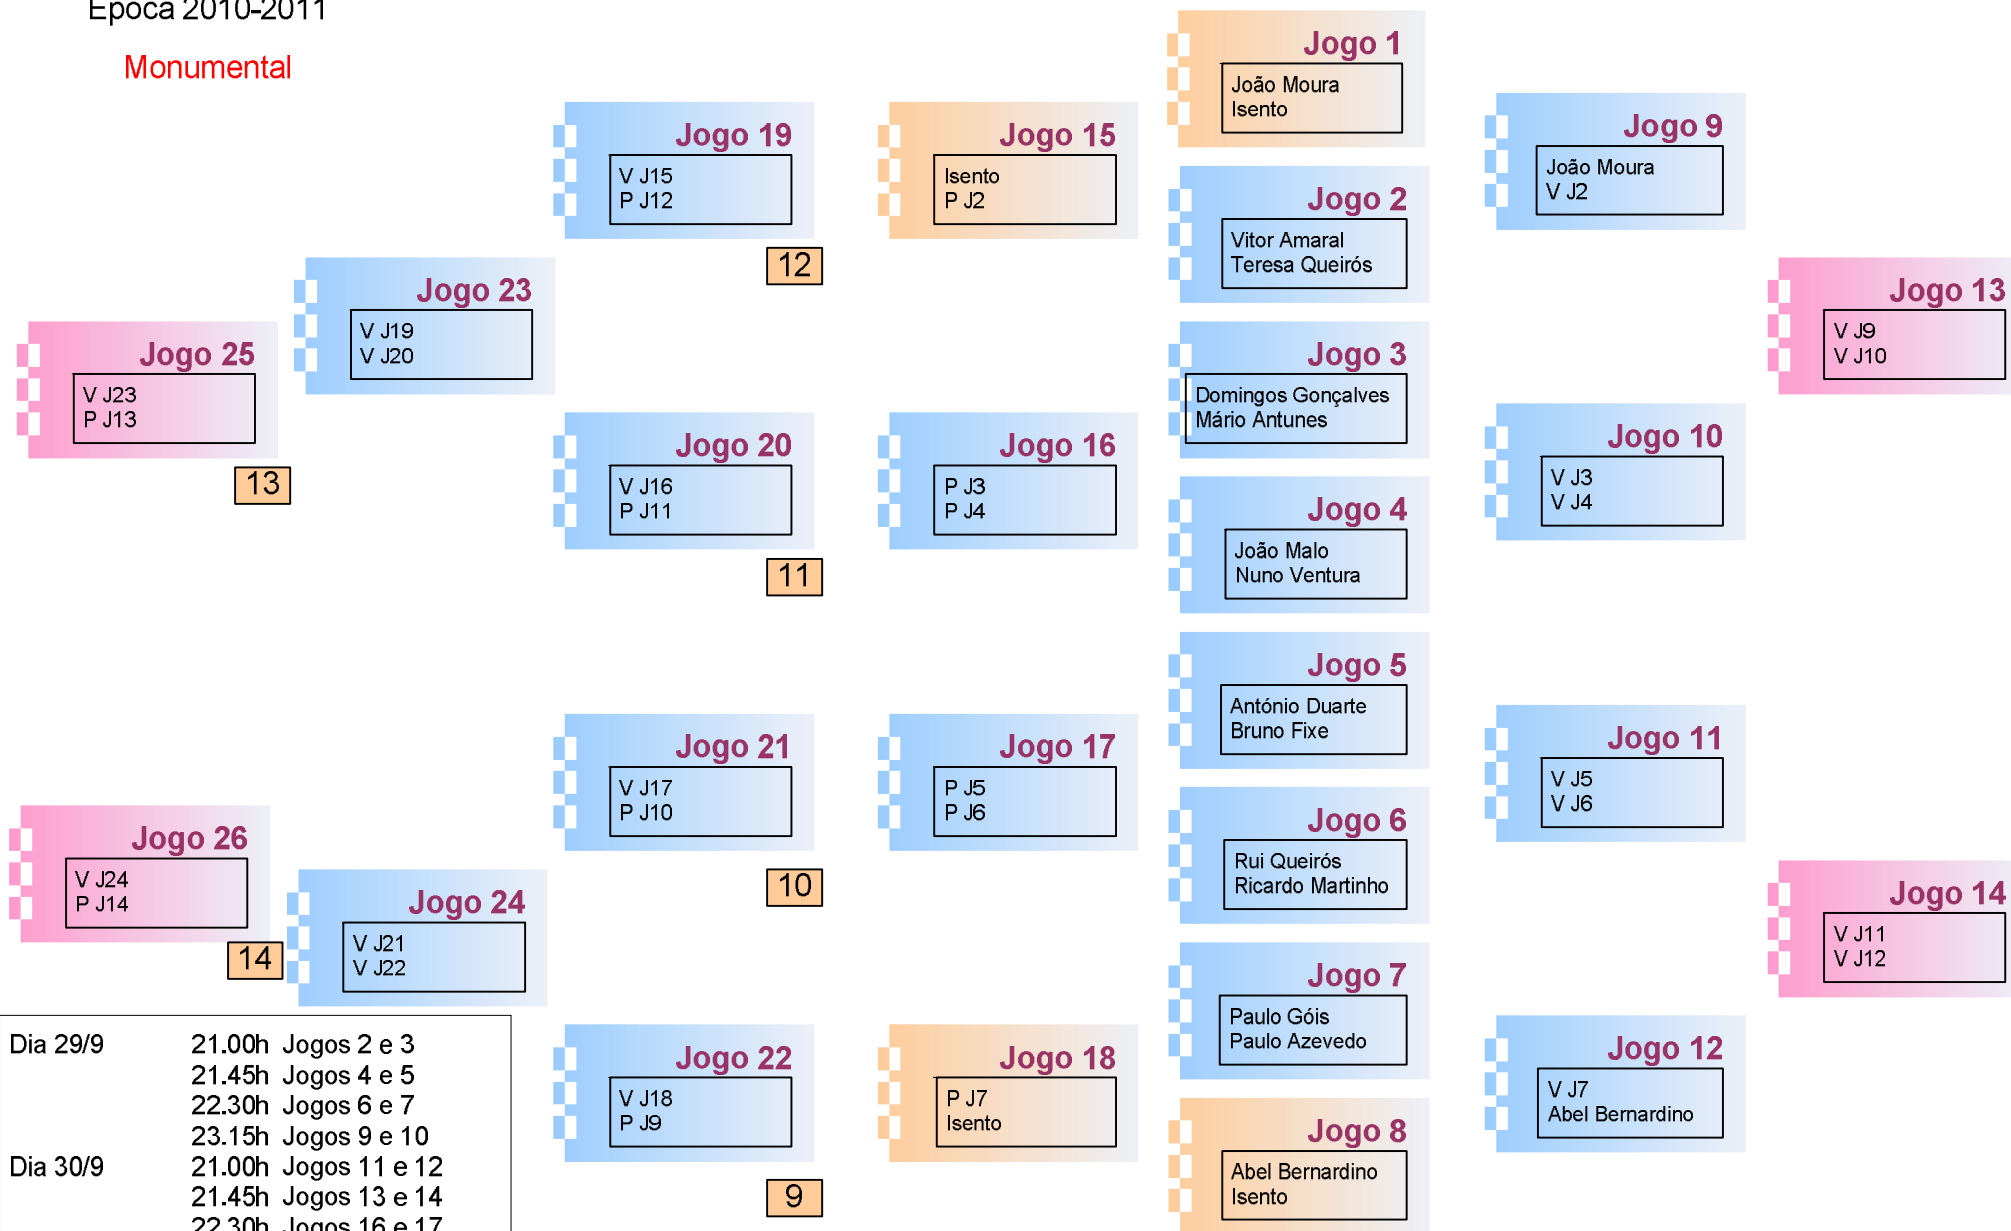 Época 2010-2011
Monumental
Jogo 1
João Moura
Isento
Jogo 19
V J15
P J12
12
Jogo 15
Isento
P J2
Jogo 9
João Moura
V J2
Jogo 2
Vitor Amaral
Teresa Queirós
Jogo 23
V J19
V J20
Jogo 13
V J9
V J10
Jogo 25
V J23
P J13
13
Jogo 3
Domingos Gonçalves
Mário Antunes
Jogo 20
V J16
P J11
11
Jogo 16
P J3
P J4
Jogo 10
V J3
V J4
Jogo 4
João Malo
Nuno Ventura
Jogo 5
António Duarte
Bruno Fixe
Jogo 21
V J17
P J10
10
Jogo 17
P J5
P J6
Jogo 11
V J5
V J6
Jogo 6
Rui Queirós
Ricardo Martinho
Jogo 26
V J24
P J14
14
Jogo 24
V J21
V J22
Jogo 14
V J11
V J12
Jogo 7
Paulo Góis
Paulo Azevedo
Jogo 22
V J18
P J9
9
Jogo 18
P J7
Isento
Jogo 12
V J7
Abel Bernardino
Jogo 8
Abel Bernardino
Isento
Dia 29/9 21.00h Jogos 2 e 3
21.45h Jogos 4 e 5
22.30h Jogos 6 e 7
23.15h Jogos 9 e 10
Dia 30/9 21.00h Jogos 11 e 12
21.45h Jogos 13 e 14
22.30h Jogos 16 e 17